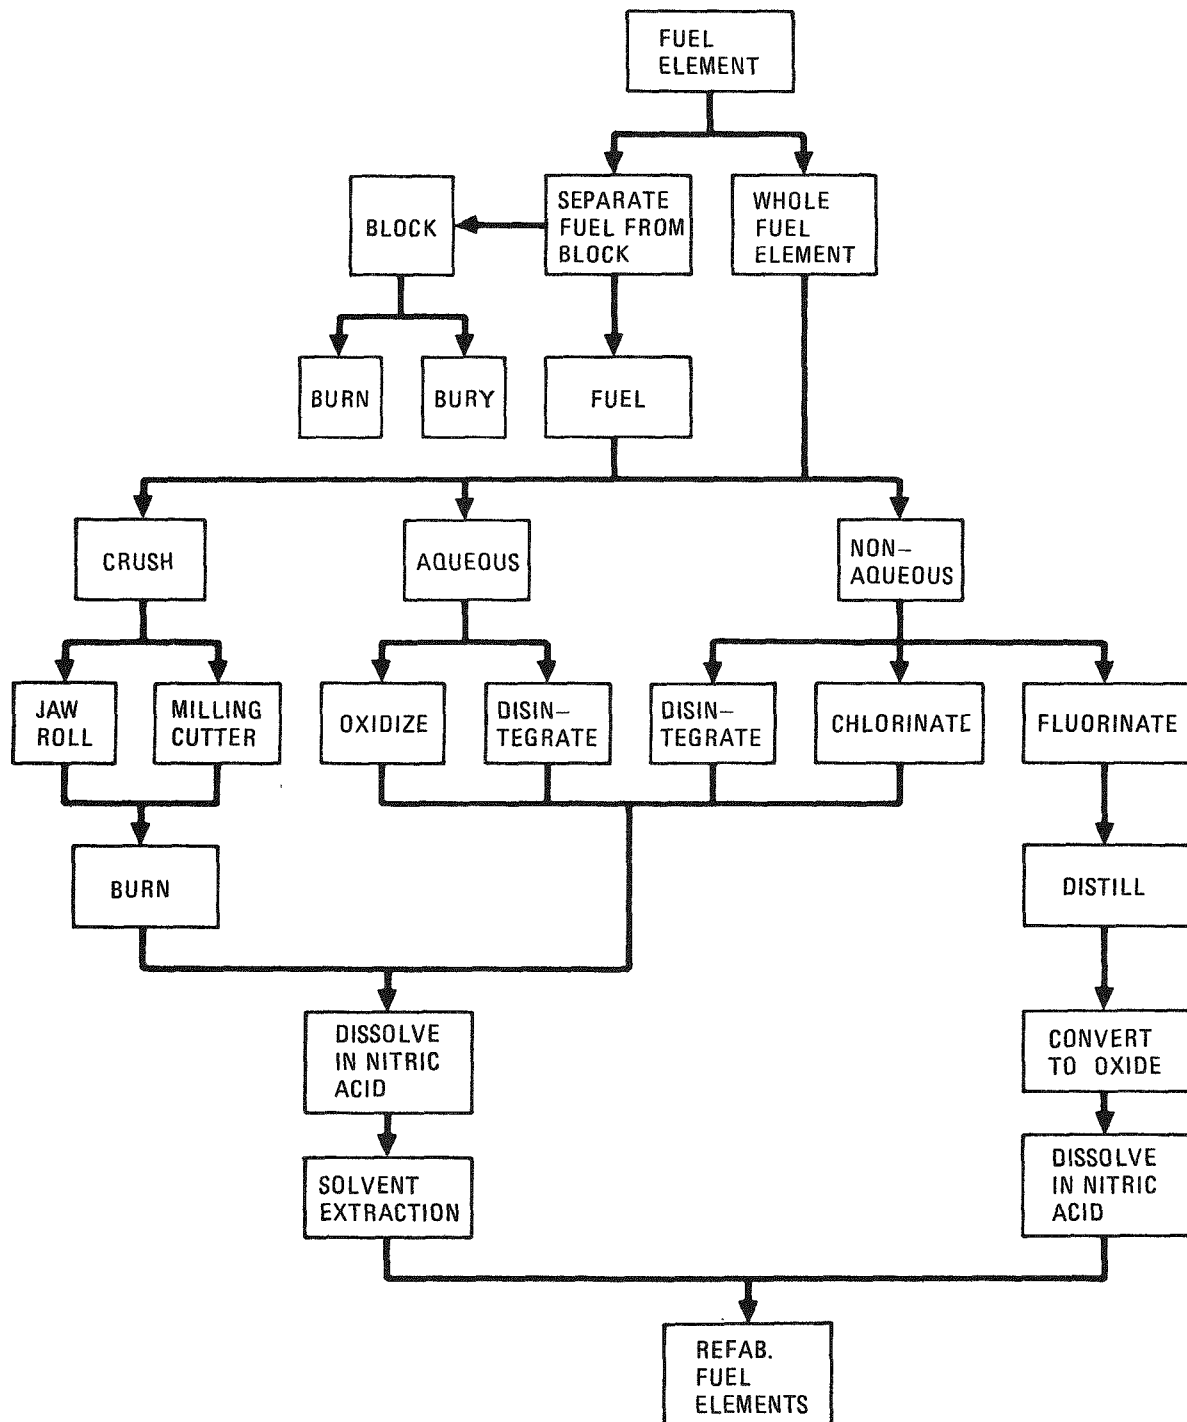 FUEL
ELEMENT
BLOCK
SEPARATE
FUEL FROM
BLOCK
WHOLE
FUEL
ELEMENT
BURN
BURY
FUEL
CRUSH
AQUEOUS
NON–
AQUEOUS
JAW
ROLL
MILLING
CUTTER
OXIDIZE
DISIN–
TEGRATE
DISIN–
TEGRATE
CHLORINATE
FLUORINATE
BURN
DISTILL
DISSOLVE
IN NITRIC
ACID
CONVERT
TO OXIDE
SOLVENT
EXTRACTION
DISSOLVE
IN NITRIC
ACID
REFAB.
FUEL
ELEMENTS